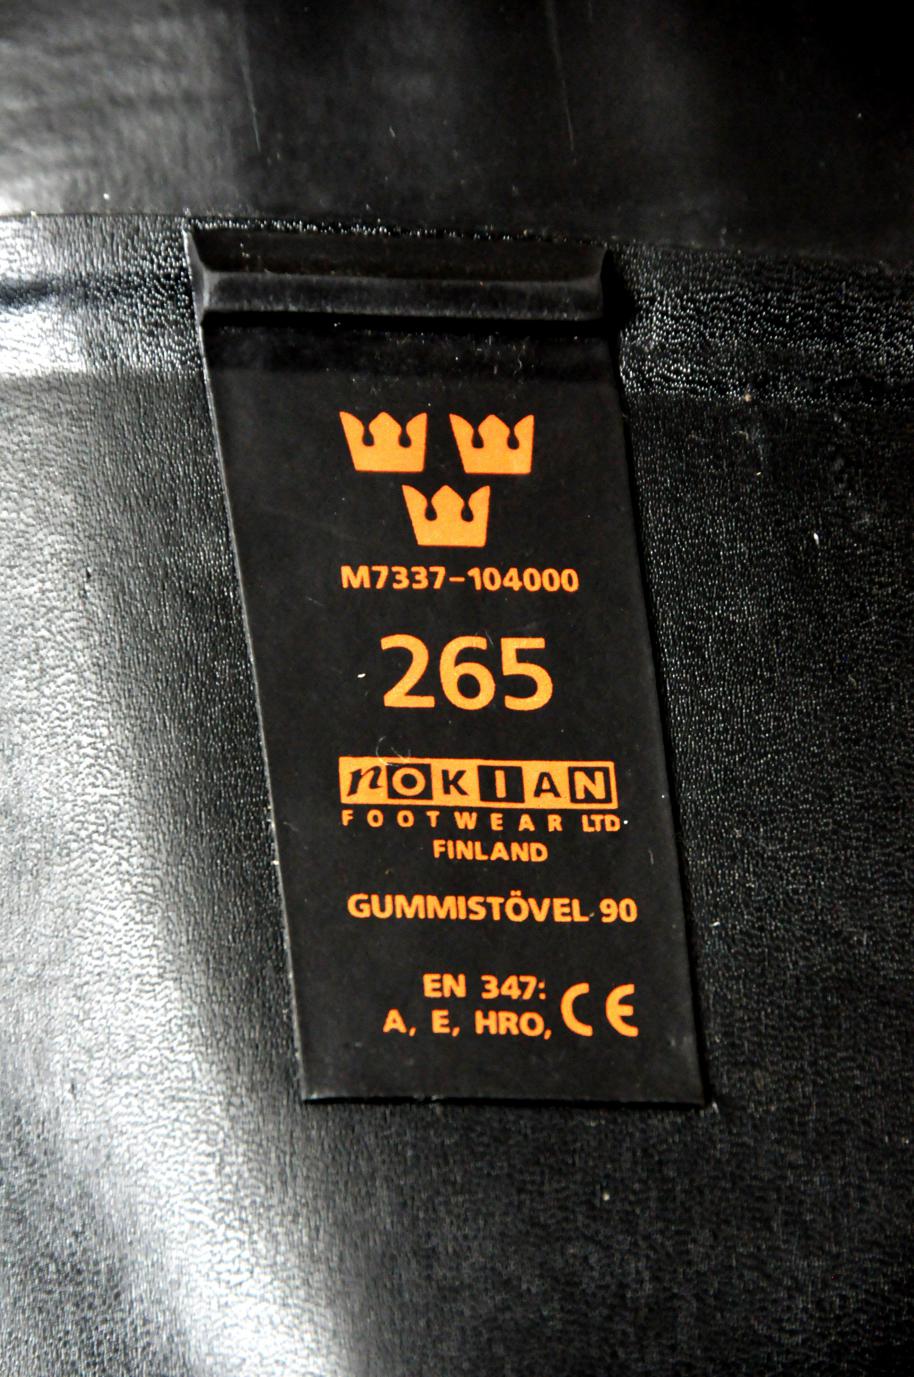 M7337-104000
265
NOKIAN
FOOTWEAR LTD
FINLAND
GUMMISTÖVEL 90
EN 347:
A, E, HRO, CE